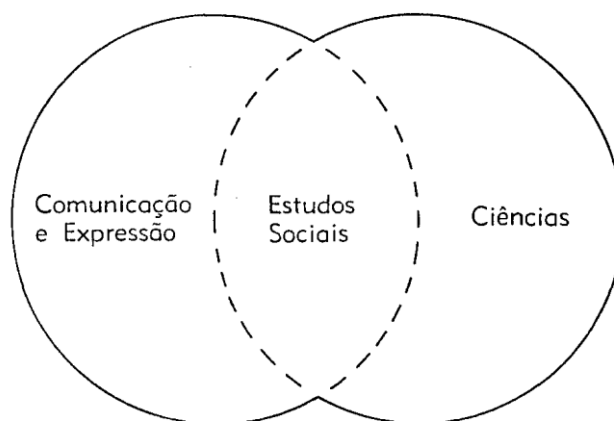 Comunicação
e Expressão
Estudos
Sociais
Ciências